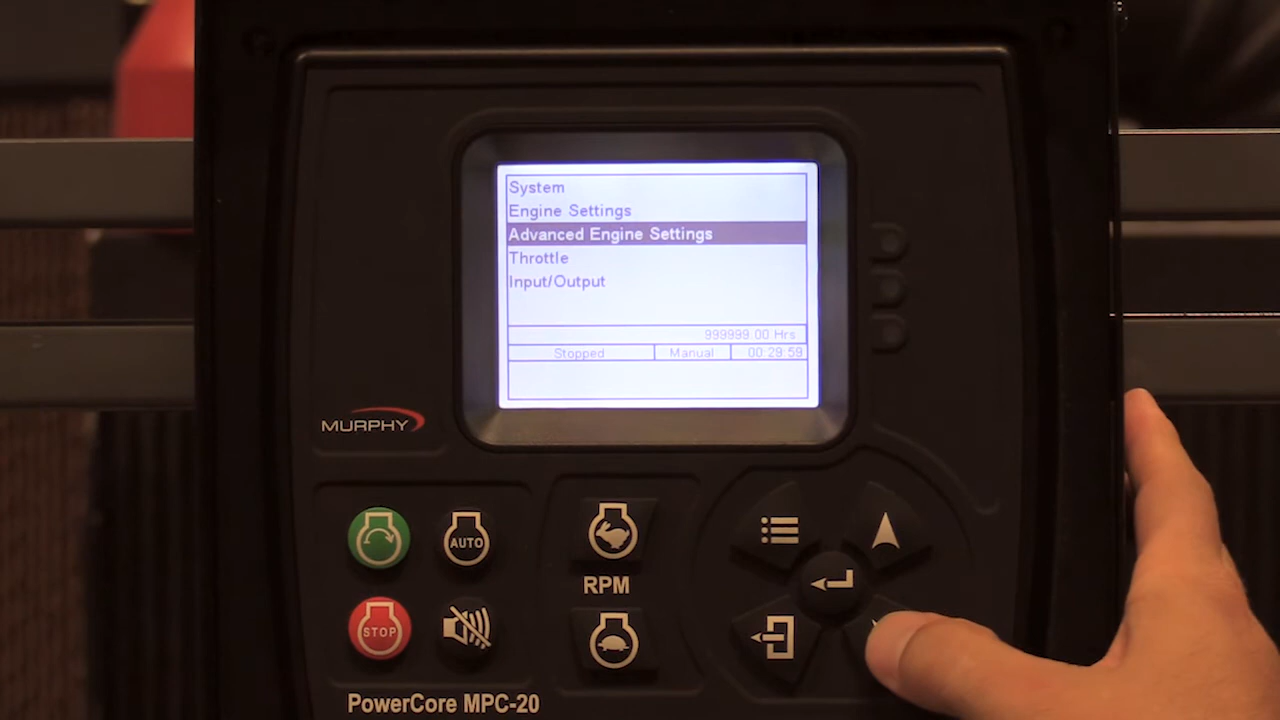 System
Engine Settings
Advanced Engine Settings
Throttle
Input/Output
999999.00 Hrs
Stopped Manual 00:29:59
MURPHY
AUTO
RPM
STOP
PowerCore MPC-20